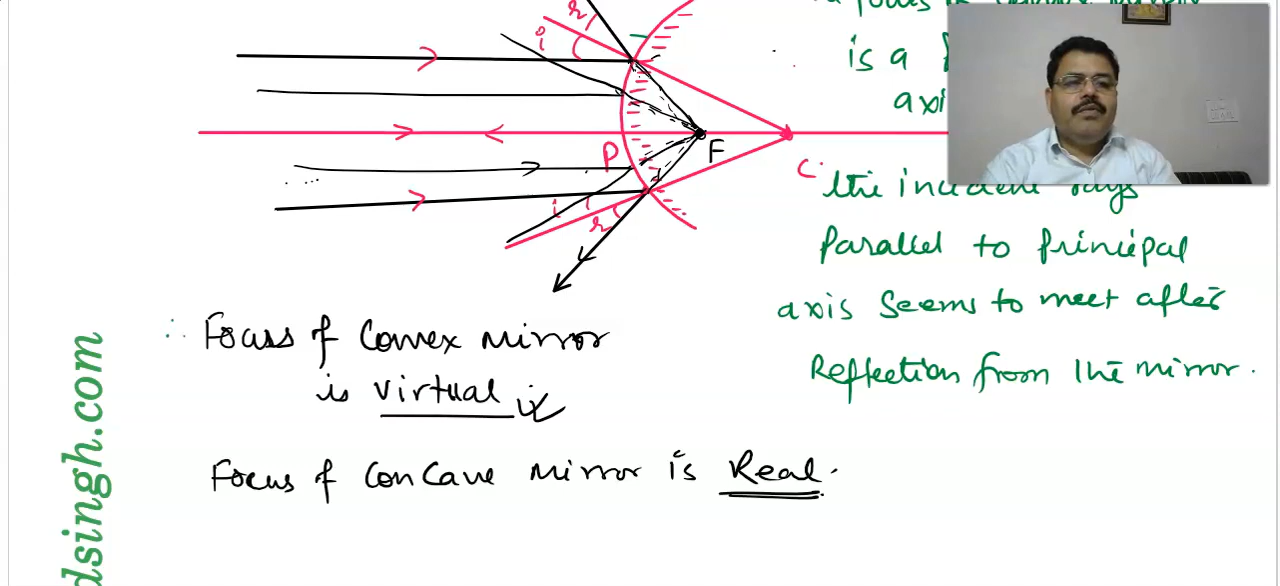 r
i
is a
axi
P
F
C
the incident rays
i
r
Parallel to Principal
axis seems to meet after
Reflection from the mirror.
∴ Focus of Convex mirror
is virtual
Focus of Concave mirror is Real.
dsingh.com